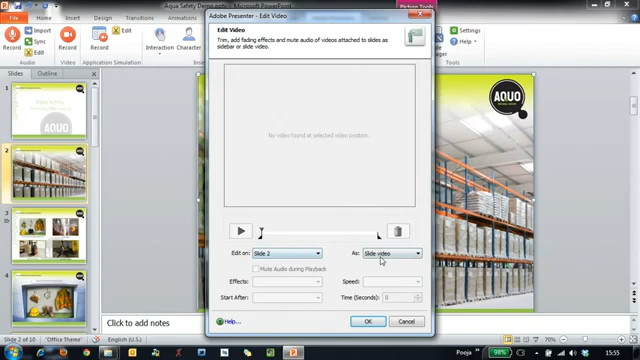 Aqua Safety Demo.pptx - Microsoft PowerPoint
Picture Tools
File
Home
Import
Sync
Edit
Record
Audio
Record
Video
Record
Application Simulation
Edit
Interaction
Character
Settings
Help
Tools
Slides
Outline
1
2
3
4
AQUO
Adobe Presenter - Edit Video
Edit Video
Trim, add fading effects and mute audio of videos attached to slides as
sidebar or slide video.
No video found at selected video position.
Edit on:
Slide 2
As:
Slide video
Mute Audio during Playback
Effects:
Speed:
Start After:
Time (Seconds):
0
Help...
OK
Cancel
Click to add notes
Slide 2 of 10
"Office Theme"
English (U.S.)
70%
Pooja
98%
15:55